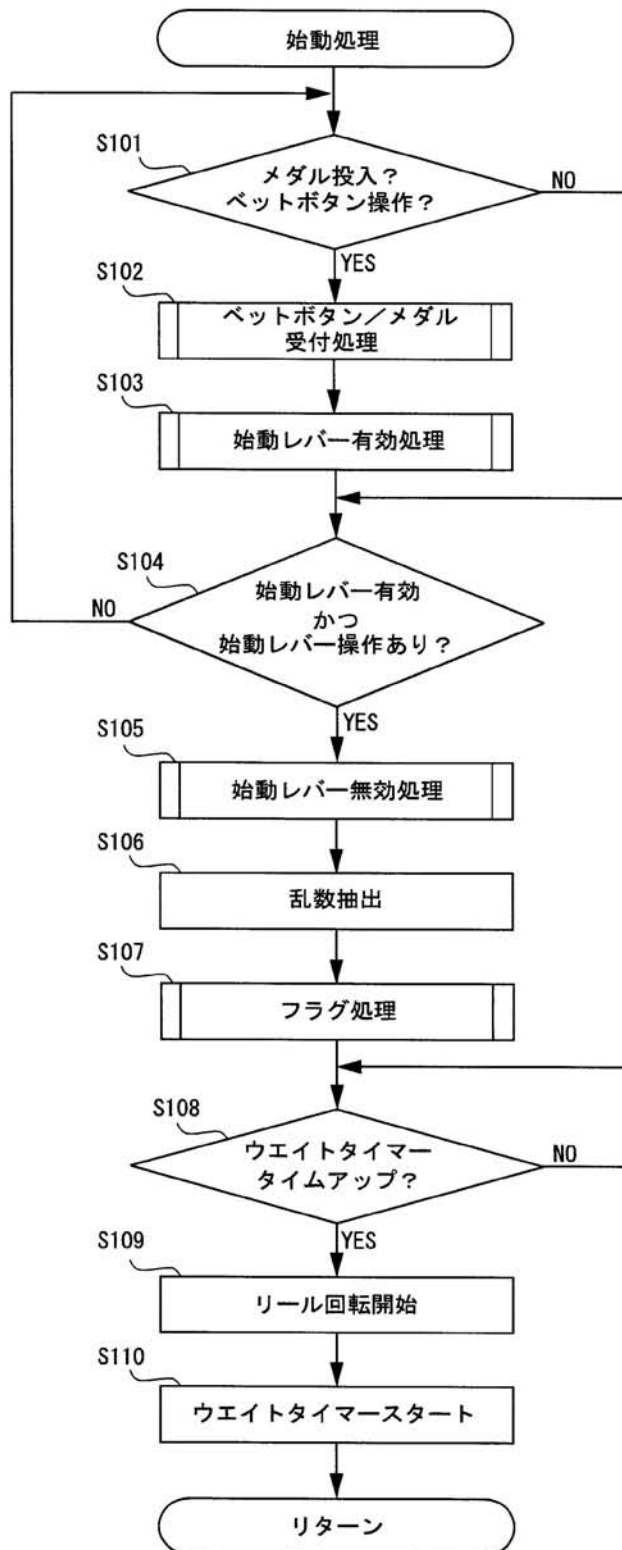 始動処理
S101
メダル投入？
ベットボタン操作？
NO
YES
S102
ベットボタン／メダル
受付処理
S103
始動レバー有効処理
S104
始動レバー有効
かつ
始動レバー操作あり？
NO
YES
S105
始動レバー無効処理
S106
乱数抽出
S107
フラグ処理
S108
ウエイトタイマー
タイムアップ？
NO
YES
S109
リール回転開始
S110
ウエイトタイマースタート
リターン